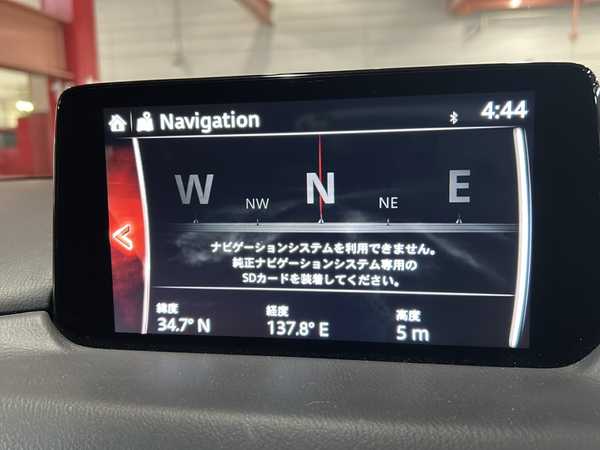 Navigation
4:44
W NW N NE E
ナビゲーションシステムを利用できません。
純正ナビゲーションシステム専用の
SDカードを装着してください。
緯度 経度 高度
34.7° N 137.8° E 5 m